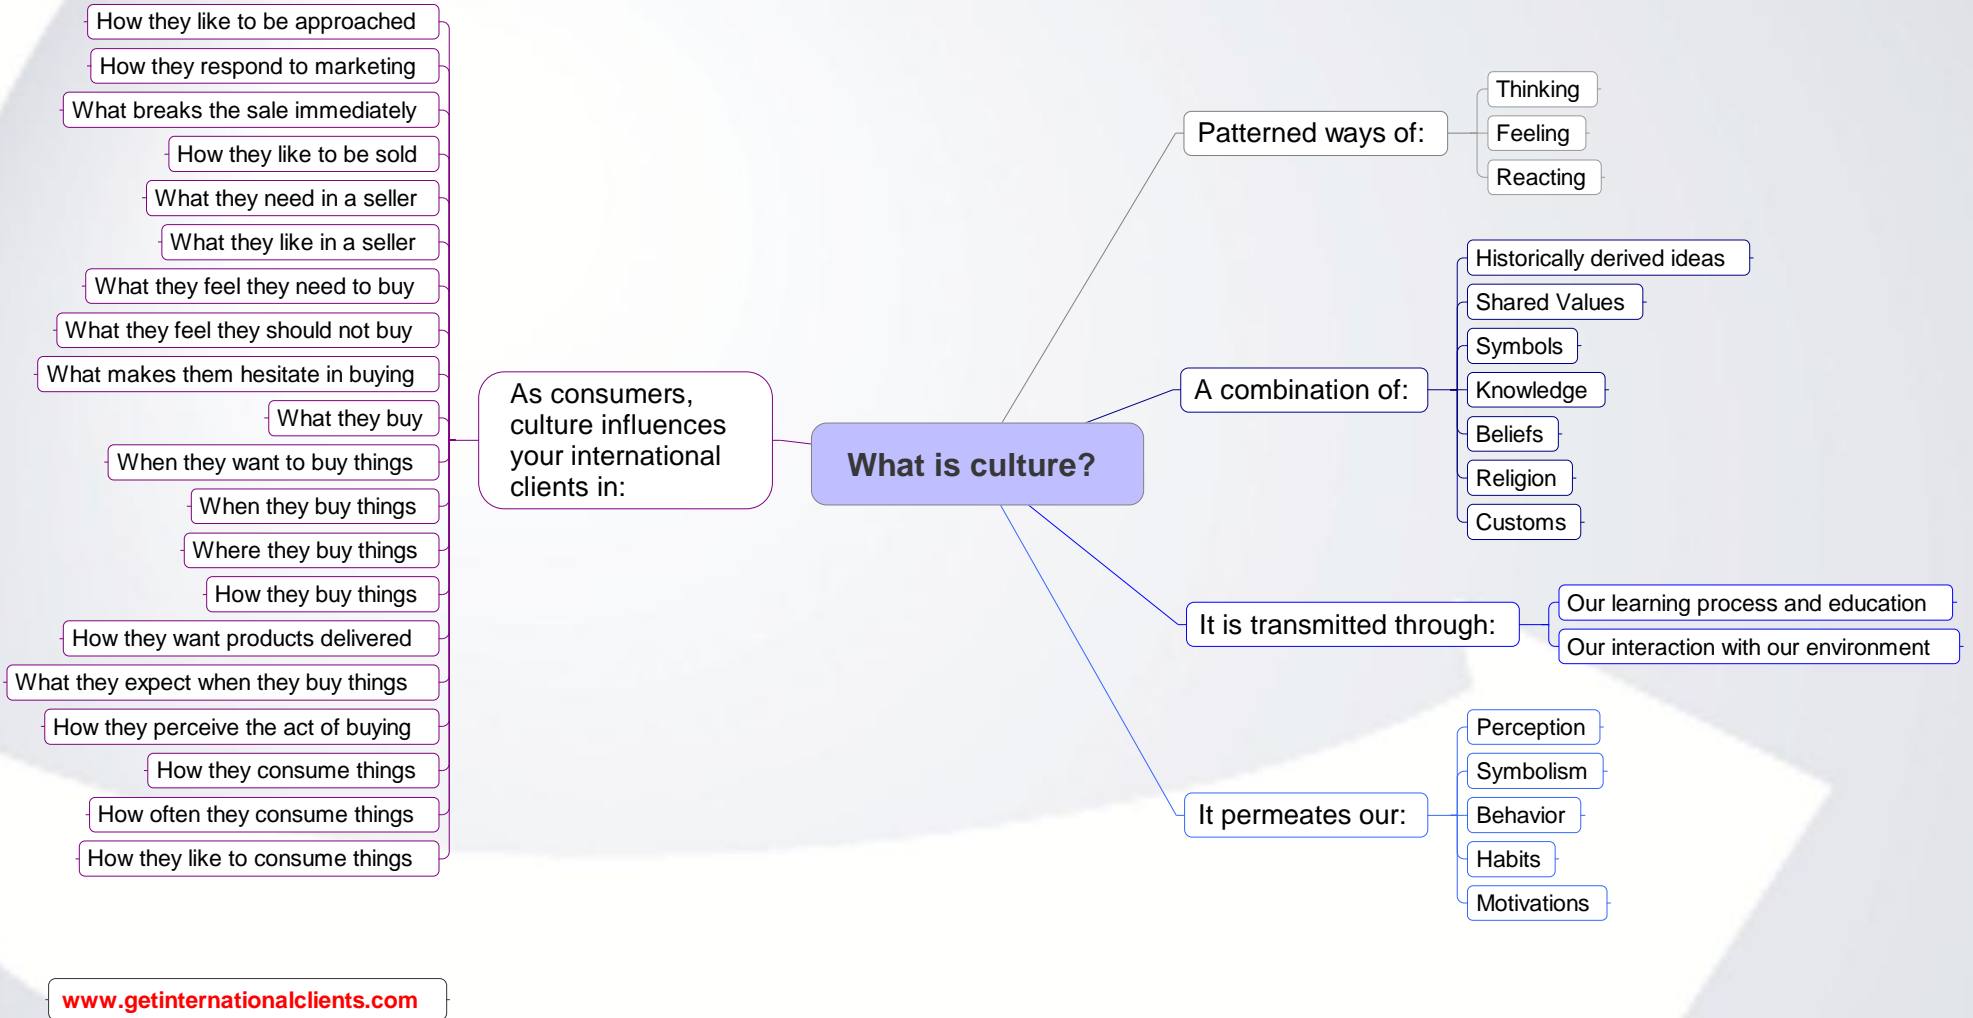 How they like to be approached
How they respond to marketing
What breaks the sale immediately
How they like to be sold
What they need in a seller
What they like in a seller
What they feel they need to buy
What they feel they should not buy
What makes them hesitate in buying
What they buy
When they want to buy things
When they buy things
Where they buy things
How they buy things
How they want products delivered
What they expect when they buy things
How they perceive the act of buying
How they consume things
How often they consume things
How they like to consume things
As consumers,
culture influences
your international
clients in:
What is culture?
Patterned ways of:
Thinking
Feeling
Reacting
A combination of:
Historically derived ideas
Shared Values
Symbols
Knowledge
Beliefs
Religion
Customs
It is transmitted through:
Our learning process and education
Our interaction with our environment
It permeates our:
Perception
Symbolism
Behavior
Habits
Motivations
www.getinternationalclients.com